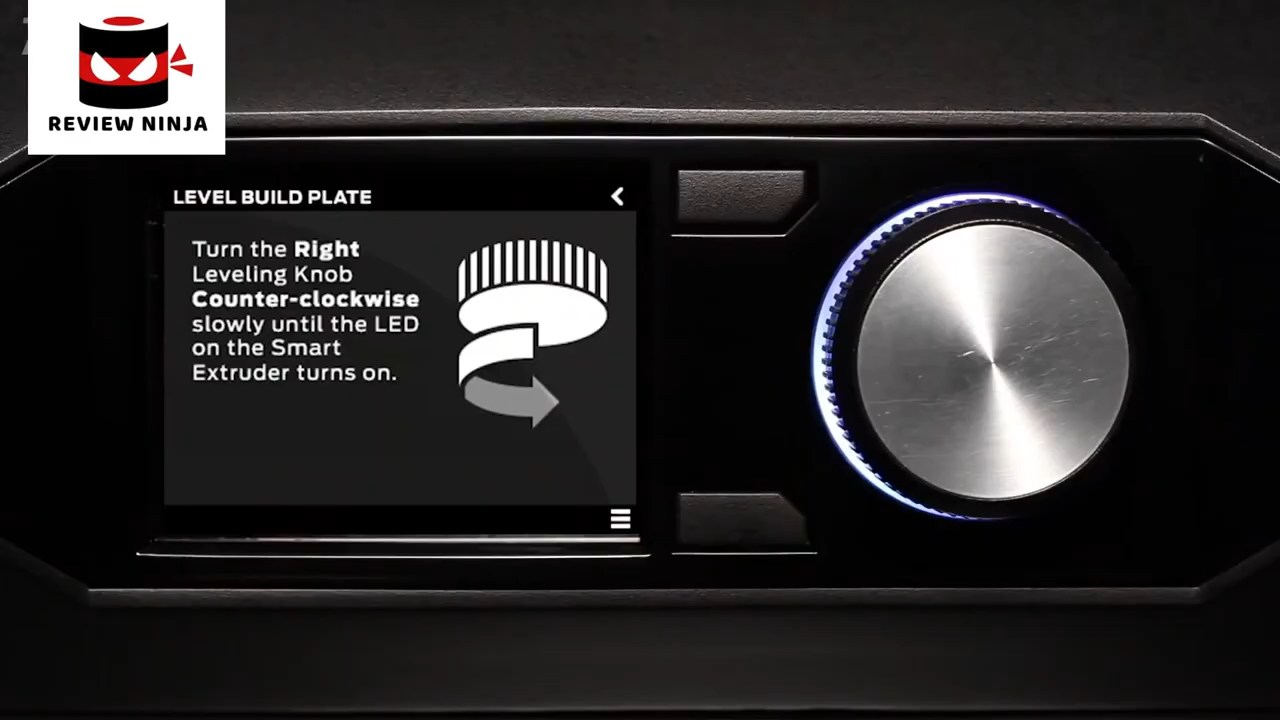 REVIEW NINJA
LEVEL BUILD PLATE
Turn the Right
Leveling Knob
Counter-clockwise
slowly until the LED
on the Smart
Extruder turns on.